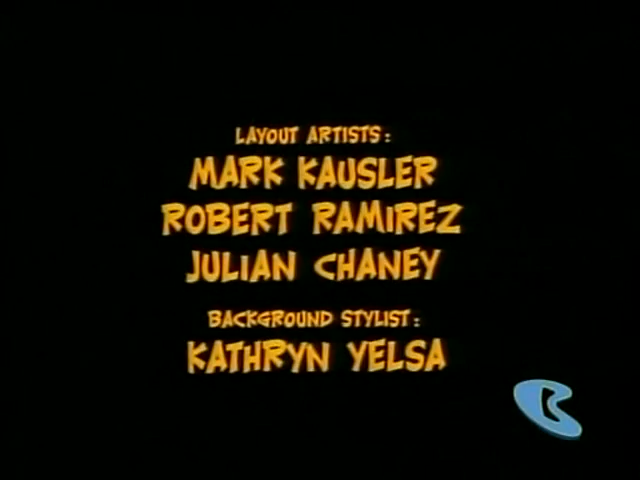 LAYOUT ARTISTS:
MARK KAUSLER
ROBERT RAMIREZ
JULIAN CHANEY
BACKGROUND STYLIST:
KATHRYN YELSA
B